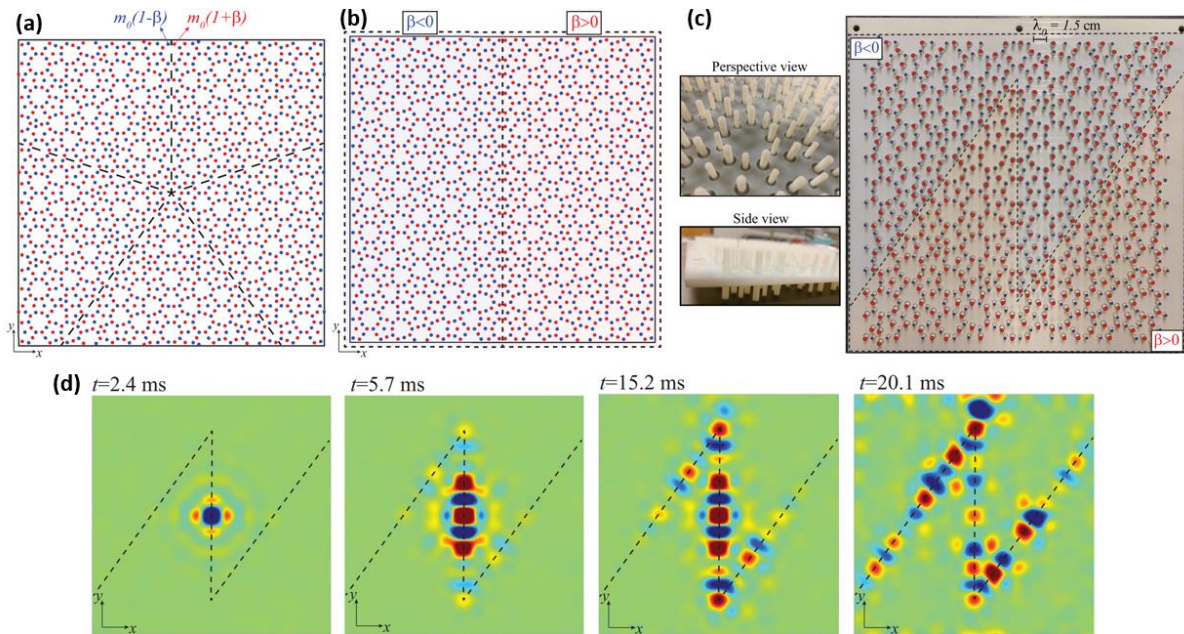 (a)
m₀(1-β) m₀(1+β)
y
x
(b)
β<0 β>0
y
x
(c)
Perspective view
Side view
β<0
λ₀ = 1.5 cm
β>0
(d)
t=2.4 ms
y
x
t=5.7 ms
y
x
t=15.2 ms
y
x
t=20.1 ms
y
x